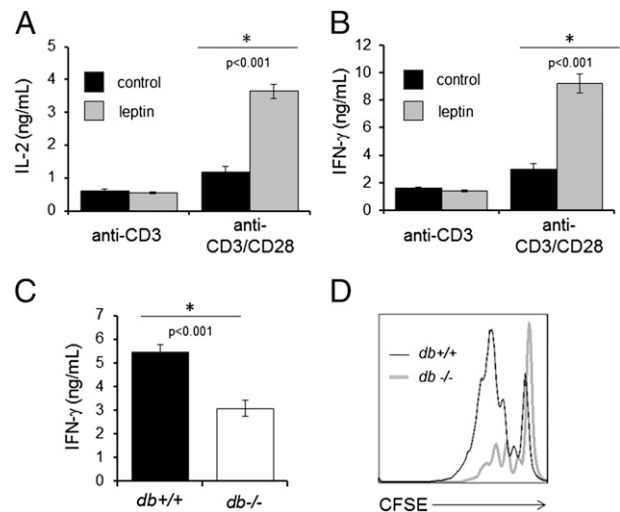 A
IL-2 (ng/mL)
5
4
3
2
1
0
*
p<0.001
control
leptin
anti-CD3
anti-
CD3/CD28
B
IFN-γ (ng/mL)
12
10
8
6
4
2
0
*
p<0.001
control
leptin
anti-CD3
anti-
CD3/CD28
C
IFN-γ (ng/mL)
7
6
5
4
3
2
1
0
*
p<0.001
db+/+
db-/-
D
db+/+
db -/-
CFSE